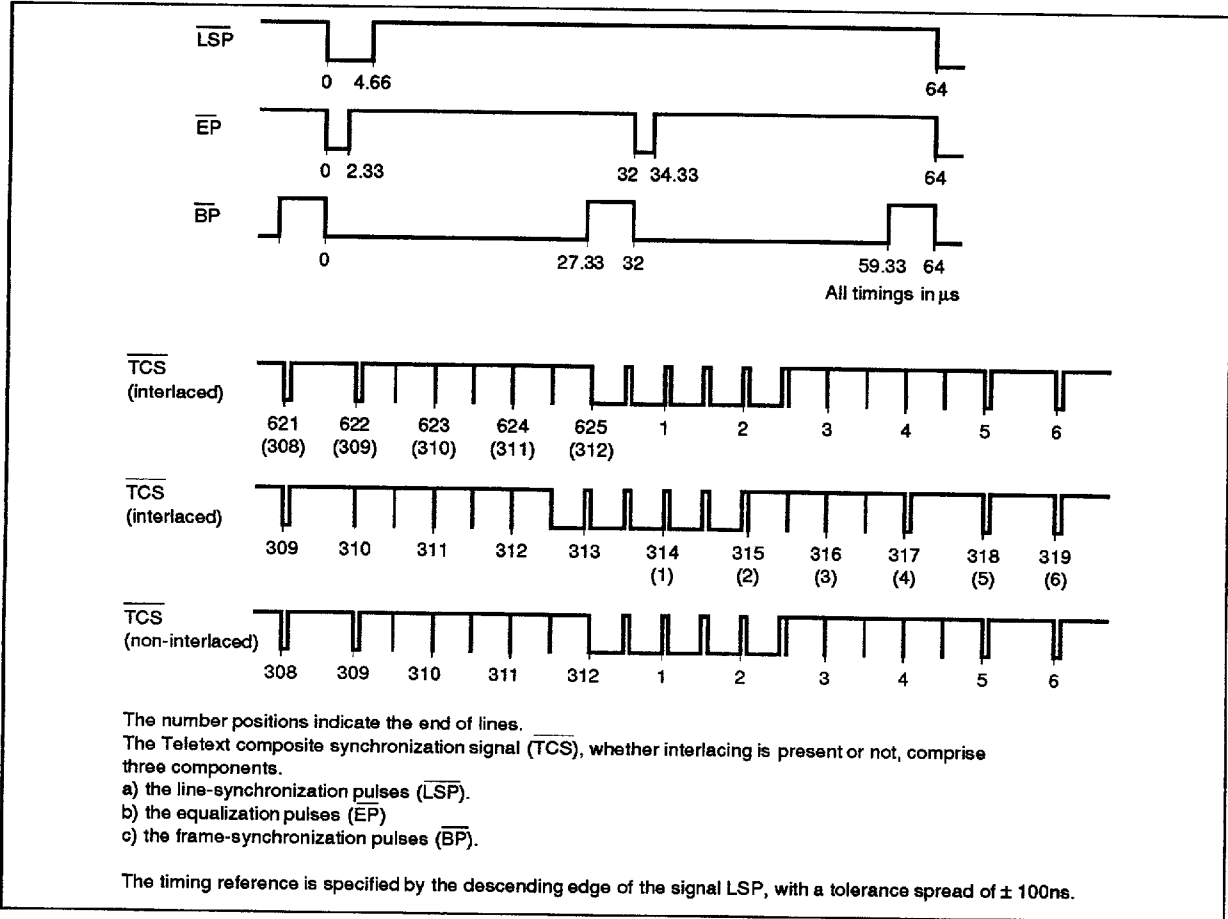 LSP
0 4.66 64
EP
0 2.33 32 34.33 64
BP
0 27.33 32 59.33 64
All timings in µs
TCS
(interlaced)
621 622 623 624 625 1 2 3 4 5 6
(308) (309) (310) (311) (312)
TCS
(interlaced)
309 310 311 312 313 314 315 316 317 318 319
(1) (2) (3) (4) (5) (6)
TCS
(non-interlaced)
308 309 310 311 312 1 2 3 4 5 6
The number positions indicate the end of lines.
The Teletext composite synchronization signal (TCS), whether interlacing is present or not, comprise
three components.
a) the line-synchronization pulses (LSP).
b) the equalization pulses (EP)
c) the frame-synchronization pulses (BP).
The timing reference is specified by the descending edge of the signal LSP, with a tolerance spread of ± 100ns.